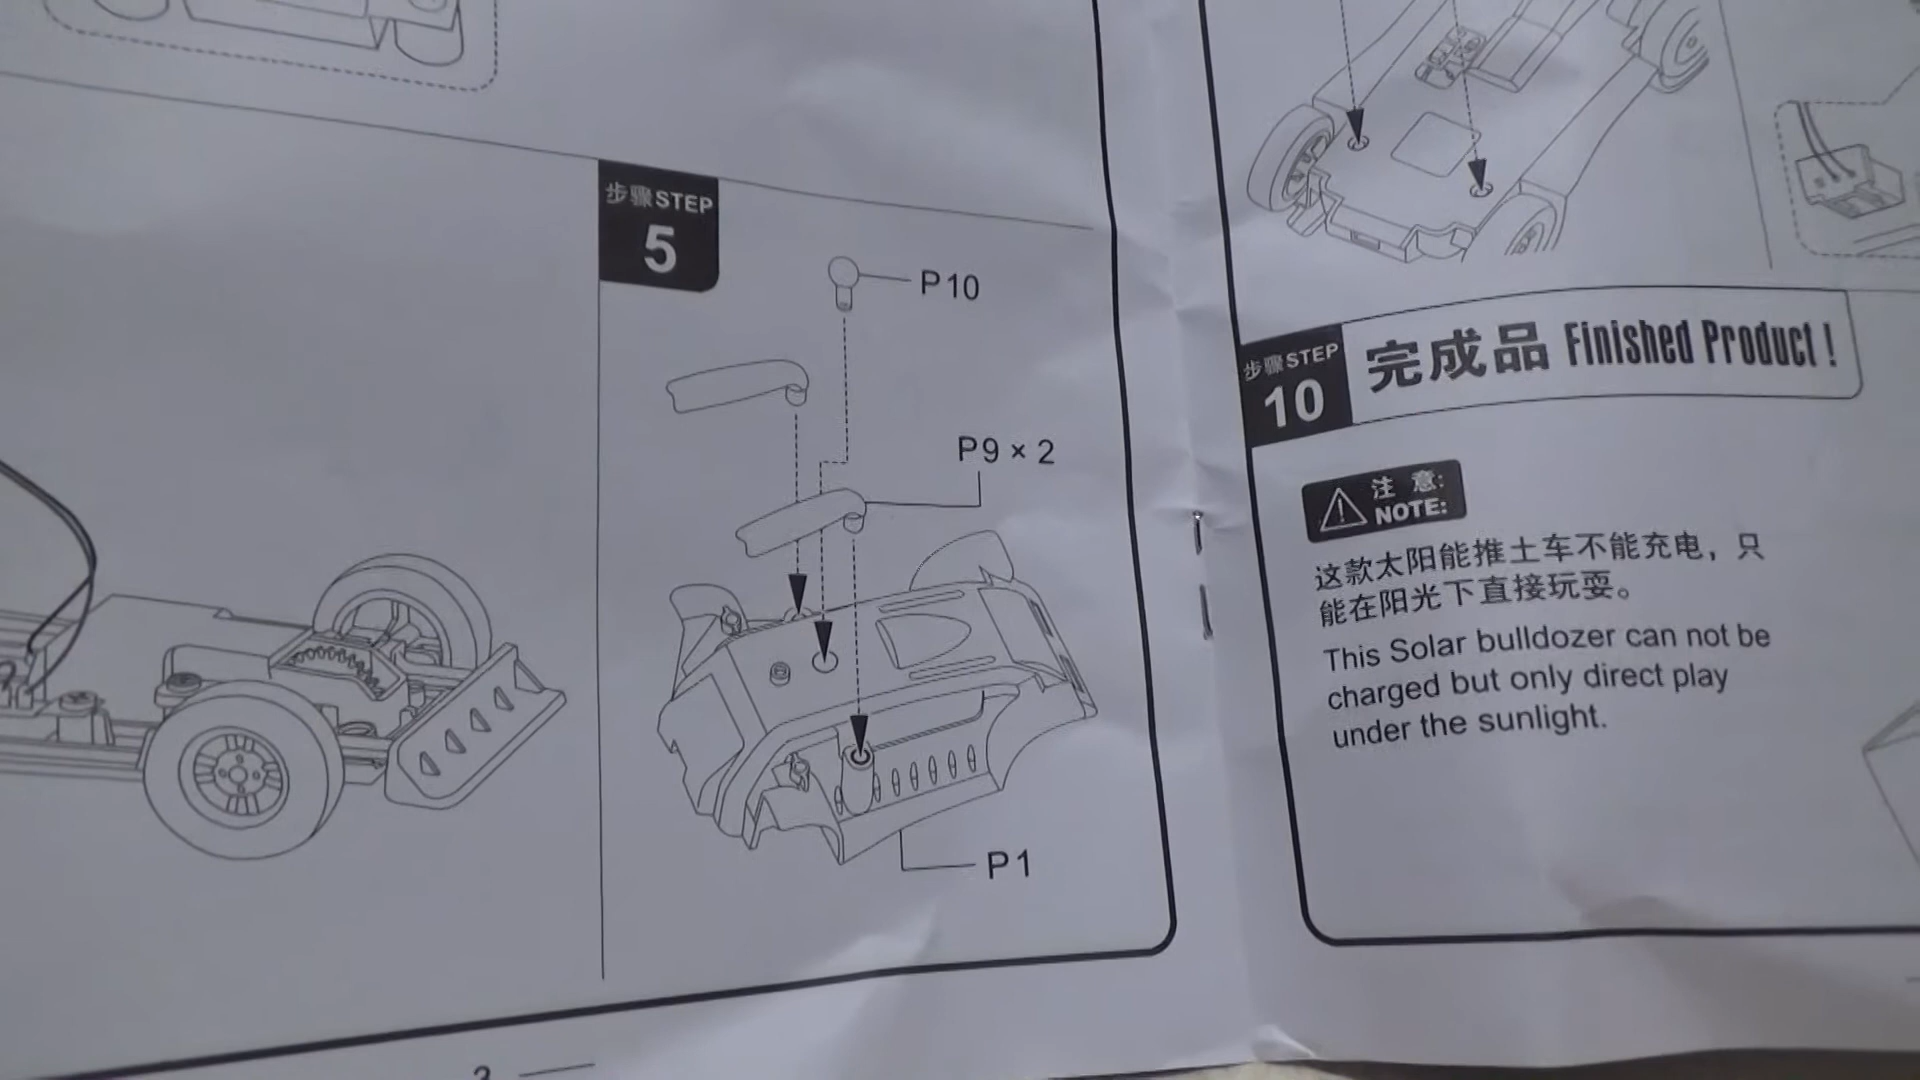 步骤STEP
5
P10
P9 × 2
P1
步骤STEP
10
完成品 Finished Product !
注 意:
NOTE:
这款太阳能推土车不能充电，只
能在阳光下直接玩耍。
This Solar bulldozer can not be
charged but only direct play
under the sunlight.